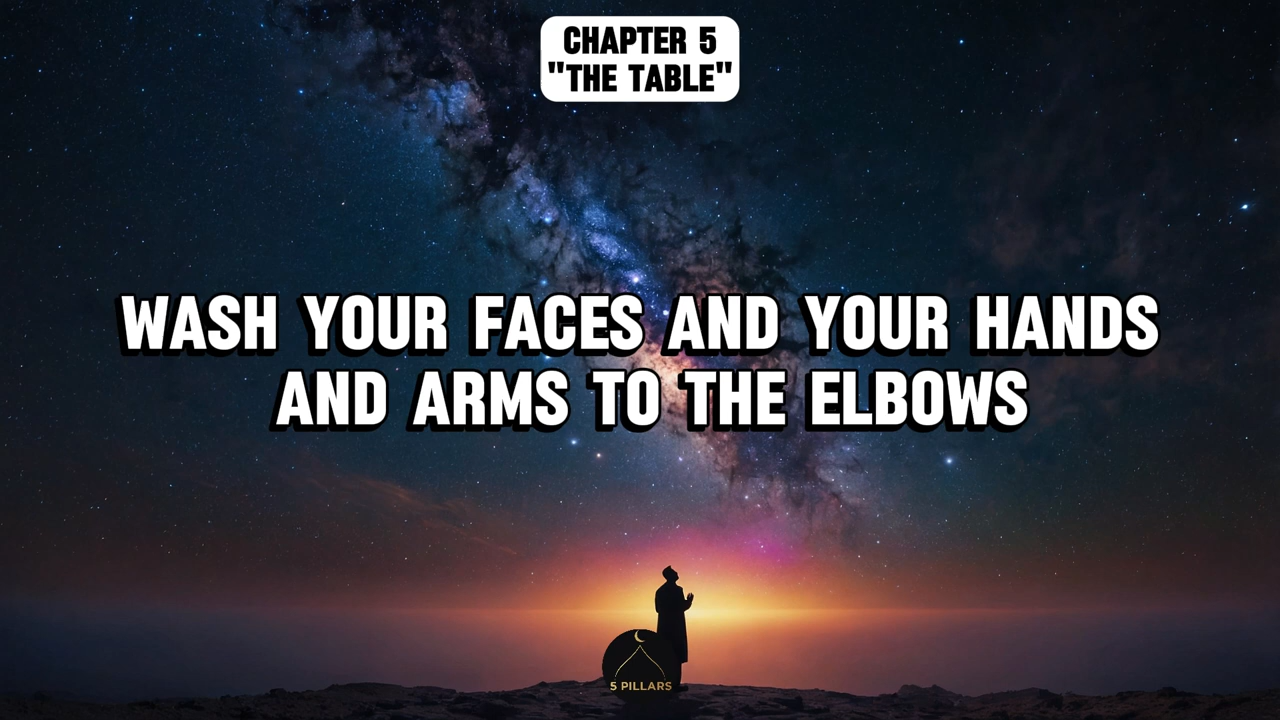 CHAPTER 5
"THE TABLE"
WASH YOUR FACES AND YOUR HANDS
AND ARMS TO THE ELBOWS
5 PILLARS